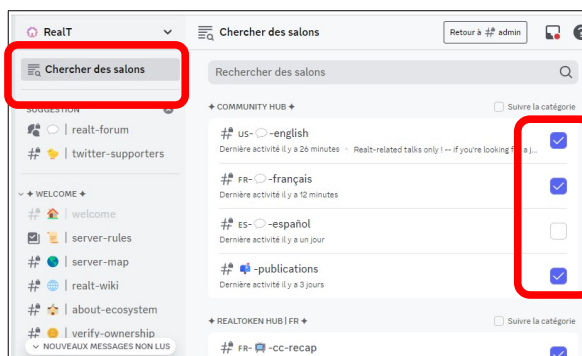 RealT
Chercher des salons
SUGGESTION
| realt-forum
| twitter-supporters
✦ WELCOME ✦
| welcome
| server-rules
| server-map
| realt-wiki
| about-ecosystem
| verify-ownership
NOUVEAUX MESSAGES NON LUS
Chercher des salons
Retour à # admin
Rechercher des salons
✦ COMMUNITY HUB ✦
Suivre la catégorie
US-💬-english
Dernière activité il y a 26 minutes • Realt-related talks only ! -- if you're looking for a j...
FR-💬-français
Dernière activité il y a 12 minutes
ES-💬-español
Dernière activité il y a un jour
📬-publications
Dernière activité il y a 3 jours
✦ REALTOKEN HUB | FR ✦
Suivre la catégorie
FR-📺-cc-recap